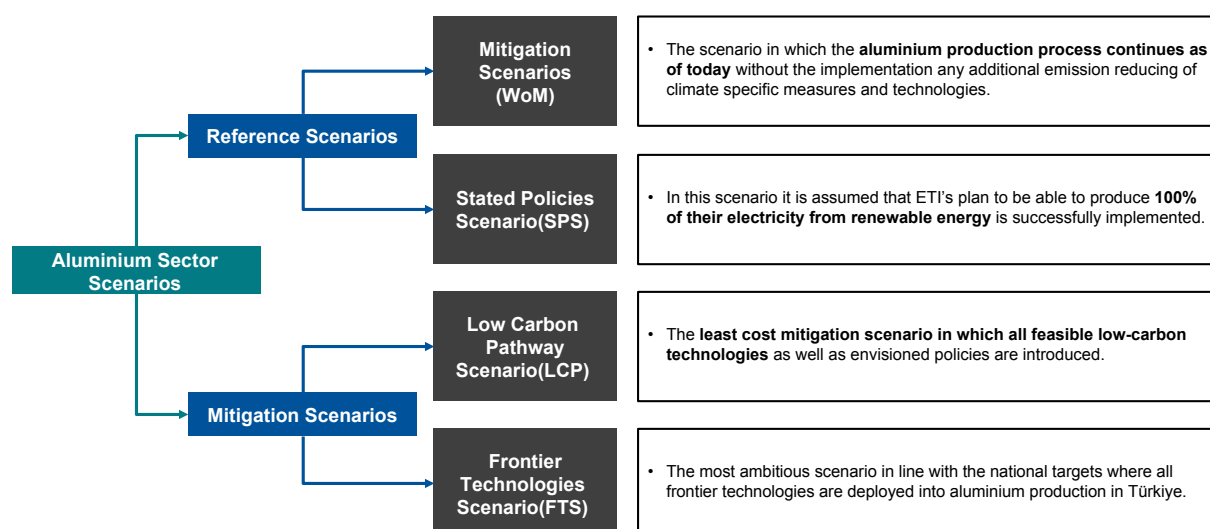 Mitigation
Scenarios
(WoM)
• The scenario in which the aluminium production process continues as
of today without the implementation any additional emission reducing of
climate specific measures and technologies.
Reference Scenarios
Stated Policies
Scenario(SPS)
• In this scenario it is assumed that ETI's plan to be able to produce 100%
of their electricity from renewable energy is successfully implemented.
Aluminium Sector
Scenarios
Low Carbon
Pathway
Scenario(LCP)
• The least cost mitigation scenario in which all feasible low-carbon
technologies as well as envisioned policies are introduced.
Mitigation Scenarios
Frontier
Technologies
Scenario(FTS)
• The most ambitious scenario in line with the national targets where all
frontier technologies are deployed into aluminium production in Türkiye.